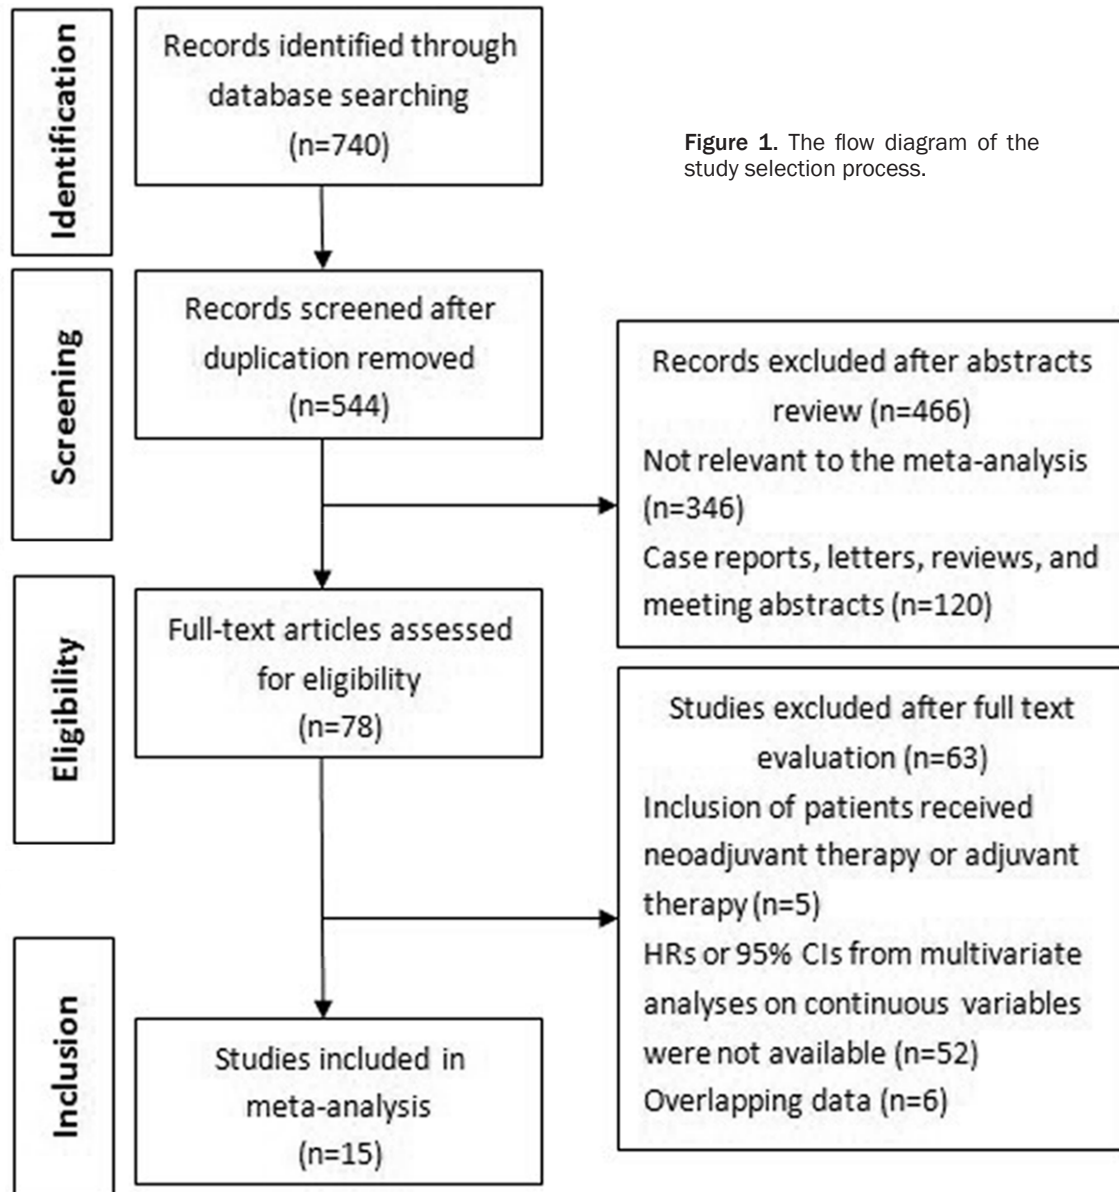 Identification
Records identified through
database searching
(n=740)
Figure 1. The flow diagram of the
study selection process.
Screening
Records screened after
duplication removed
(n=544)
Records excluded after abstracts
review (n=466)
Not relevant to the meta-analysis
(n=346)
Case reports, letters, reviews, and
meeting abstracts (n=120)
Eligibility
Full-text articles assessed
for eligibility
(n=78)
Studies excluded after full text
evaluation (n=63)
Inclusion of patients received
neoadjuvant therapy or adjuvant
therapy (n=5)
HRs or 95% CIs from multivariate
analyses on continuous variables
were not available (n=52)
Overlapping data (n=6)
Inclusion
Studies included in
meta-analysis
(n=15)